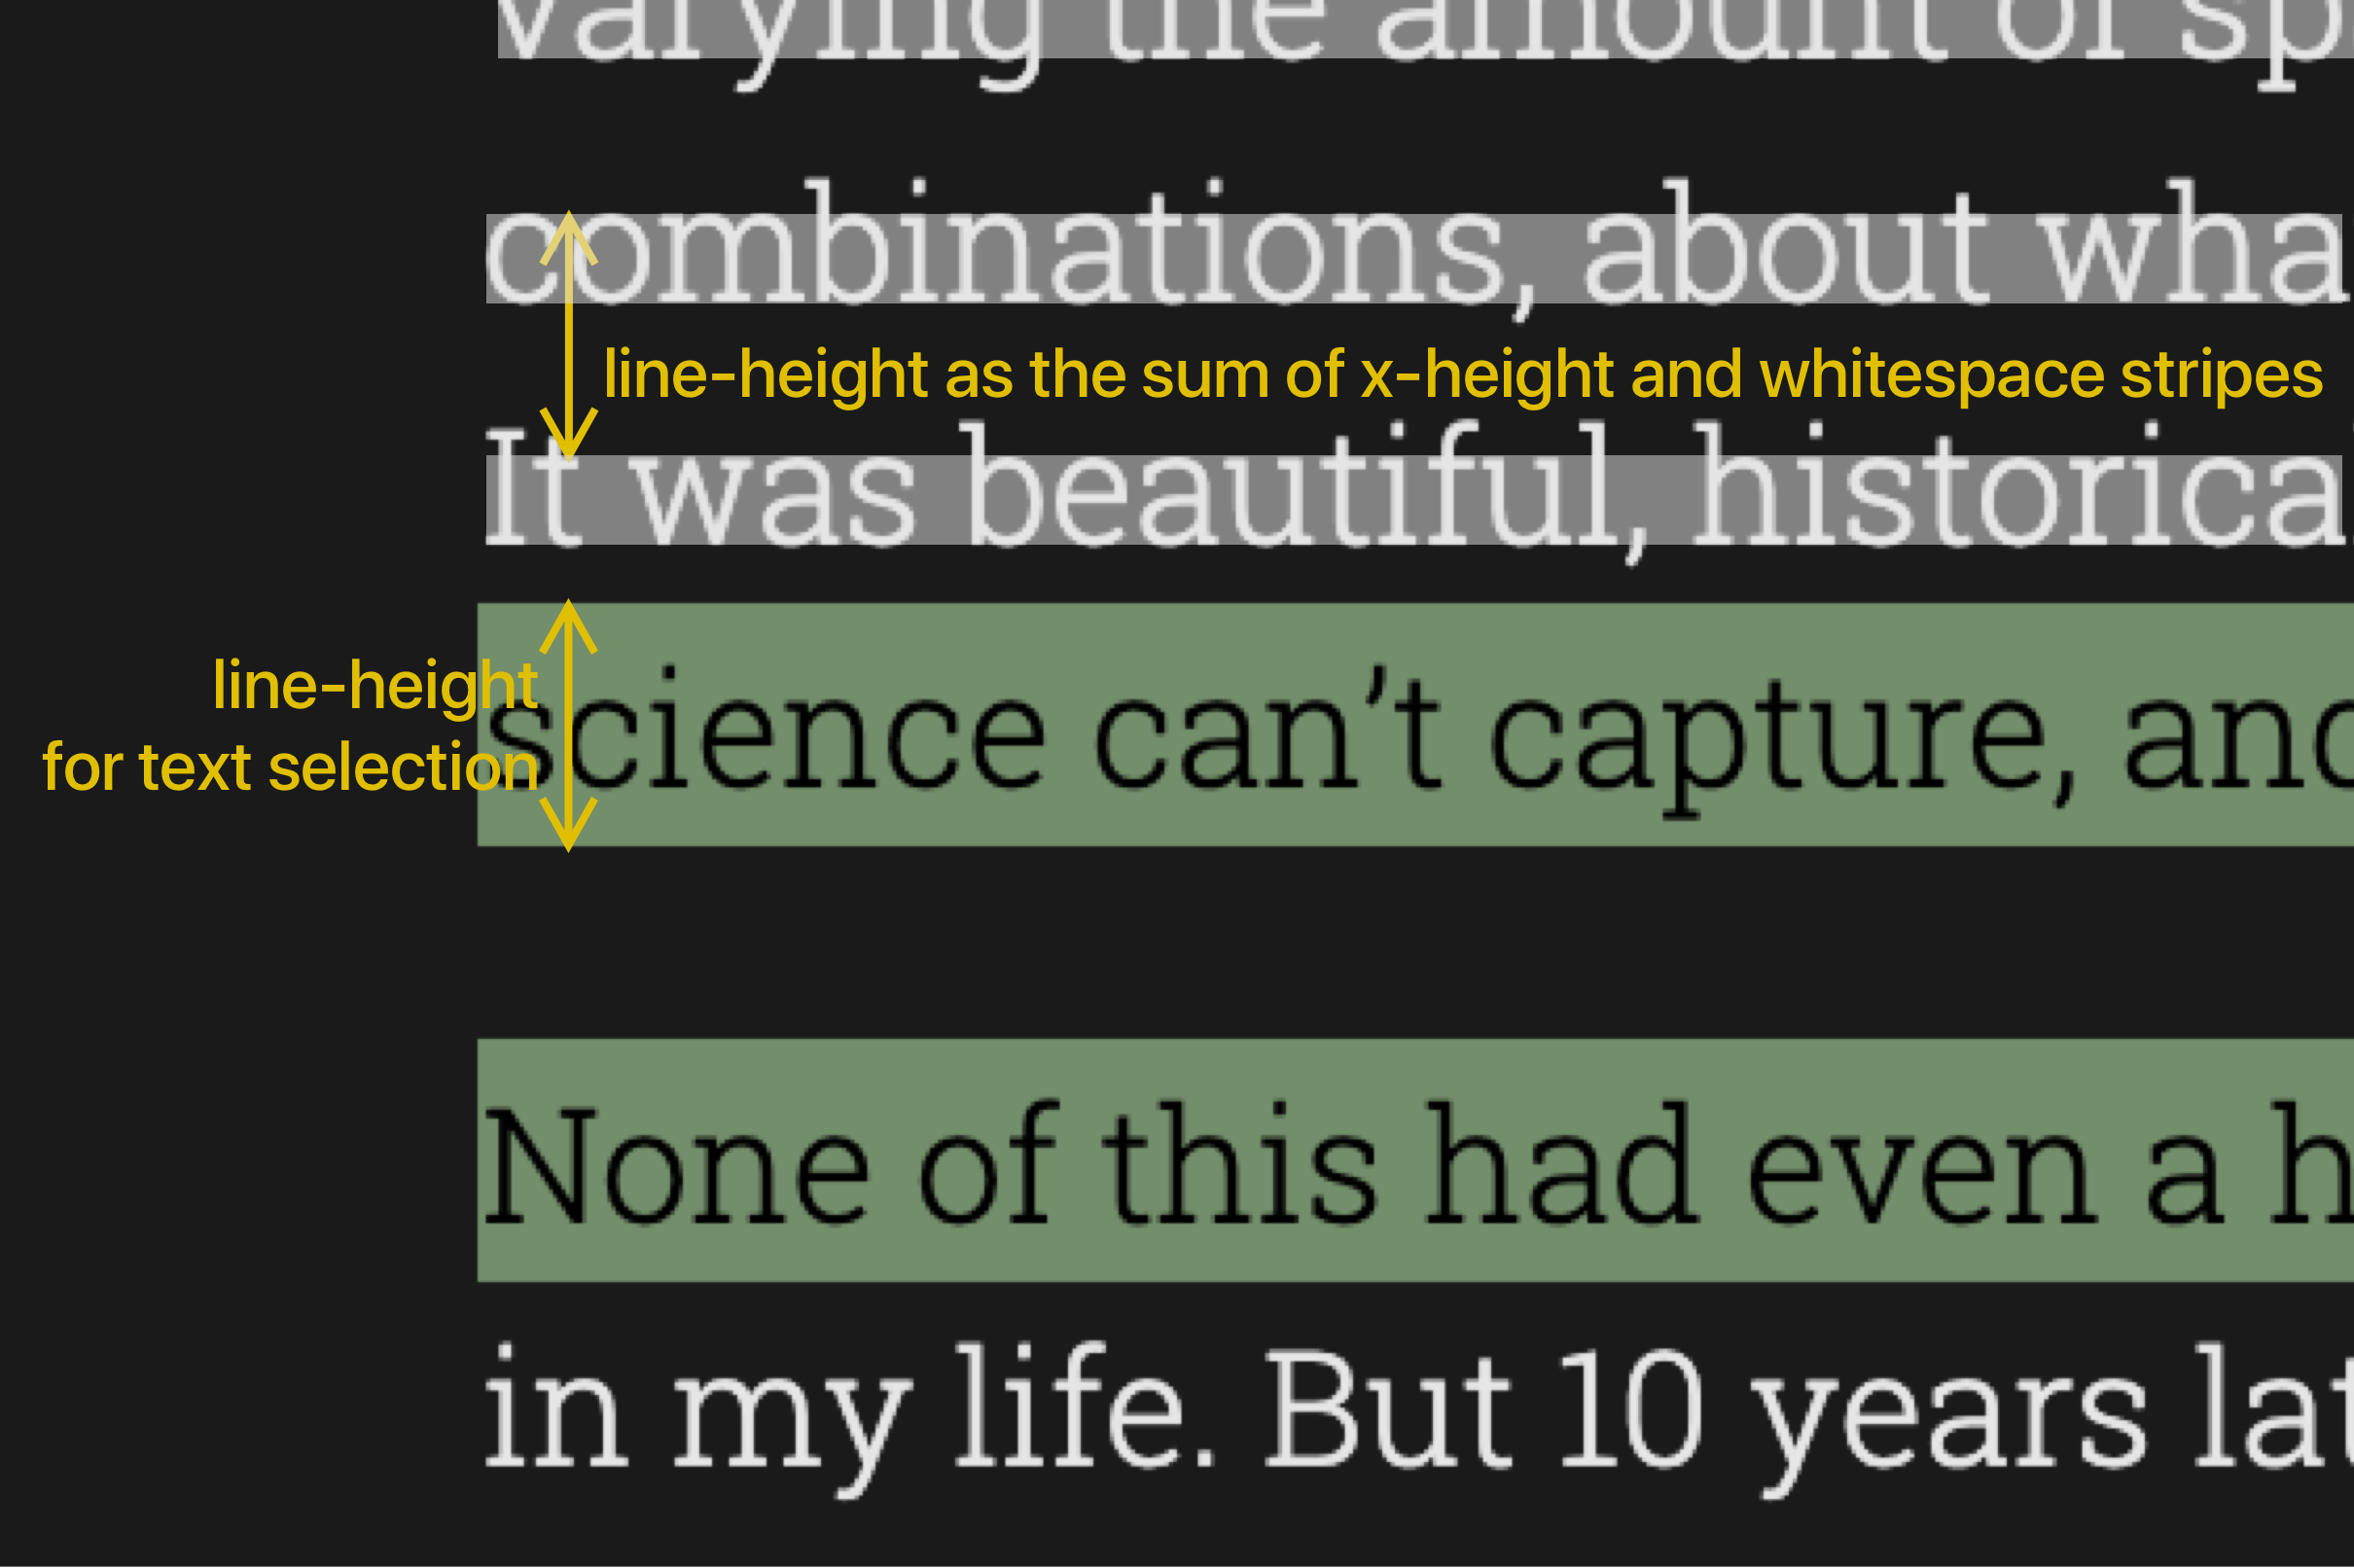 varying the amount of sp
combinations, about wha
line-height as the sum of x-height and whitespace stripes
It was beautiful, historica
line-height
for text selection
science can’t capture, and
None of this had even a h
in my life. But 10 years lat